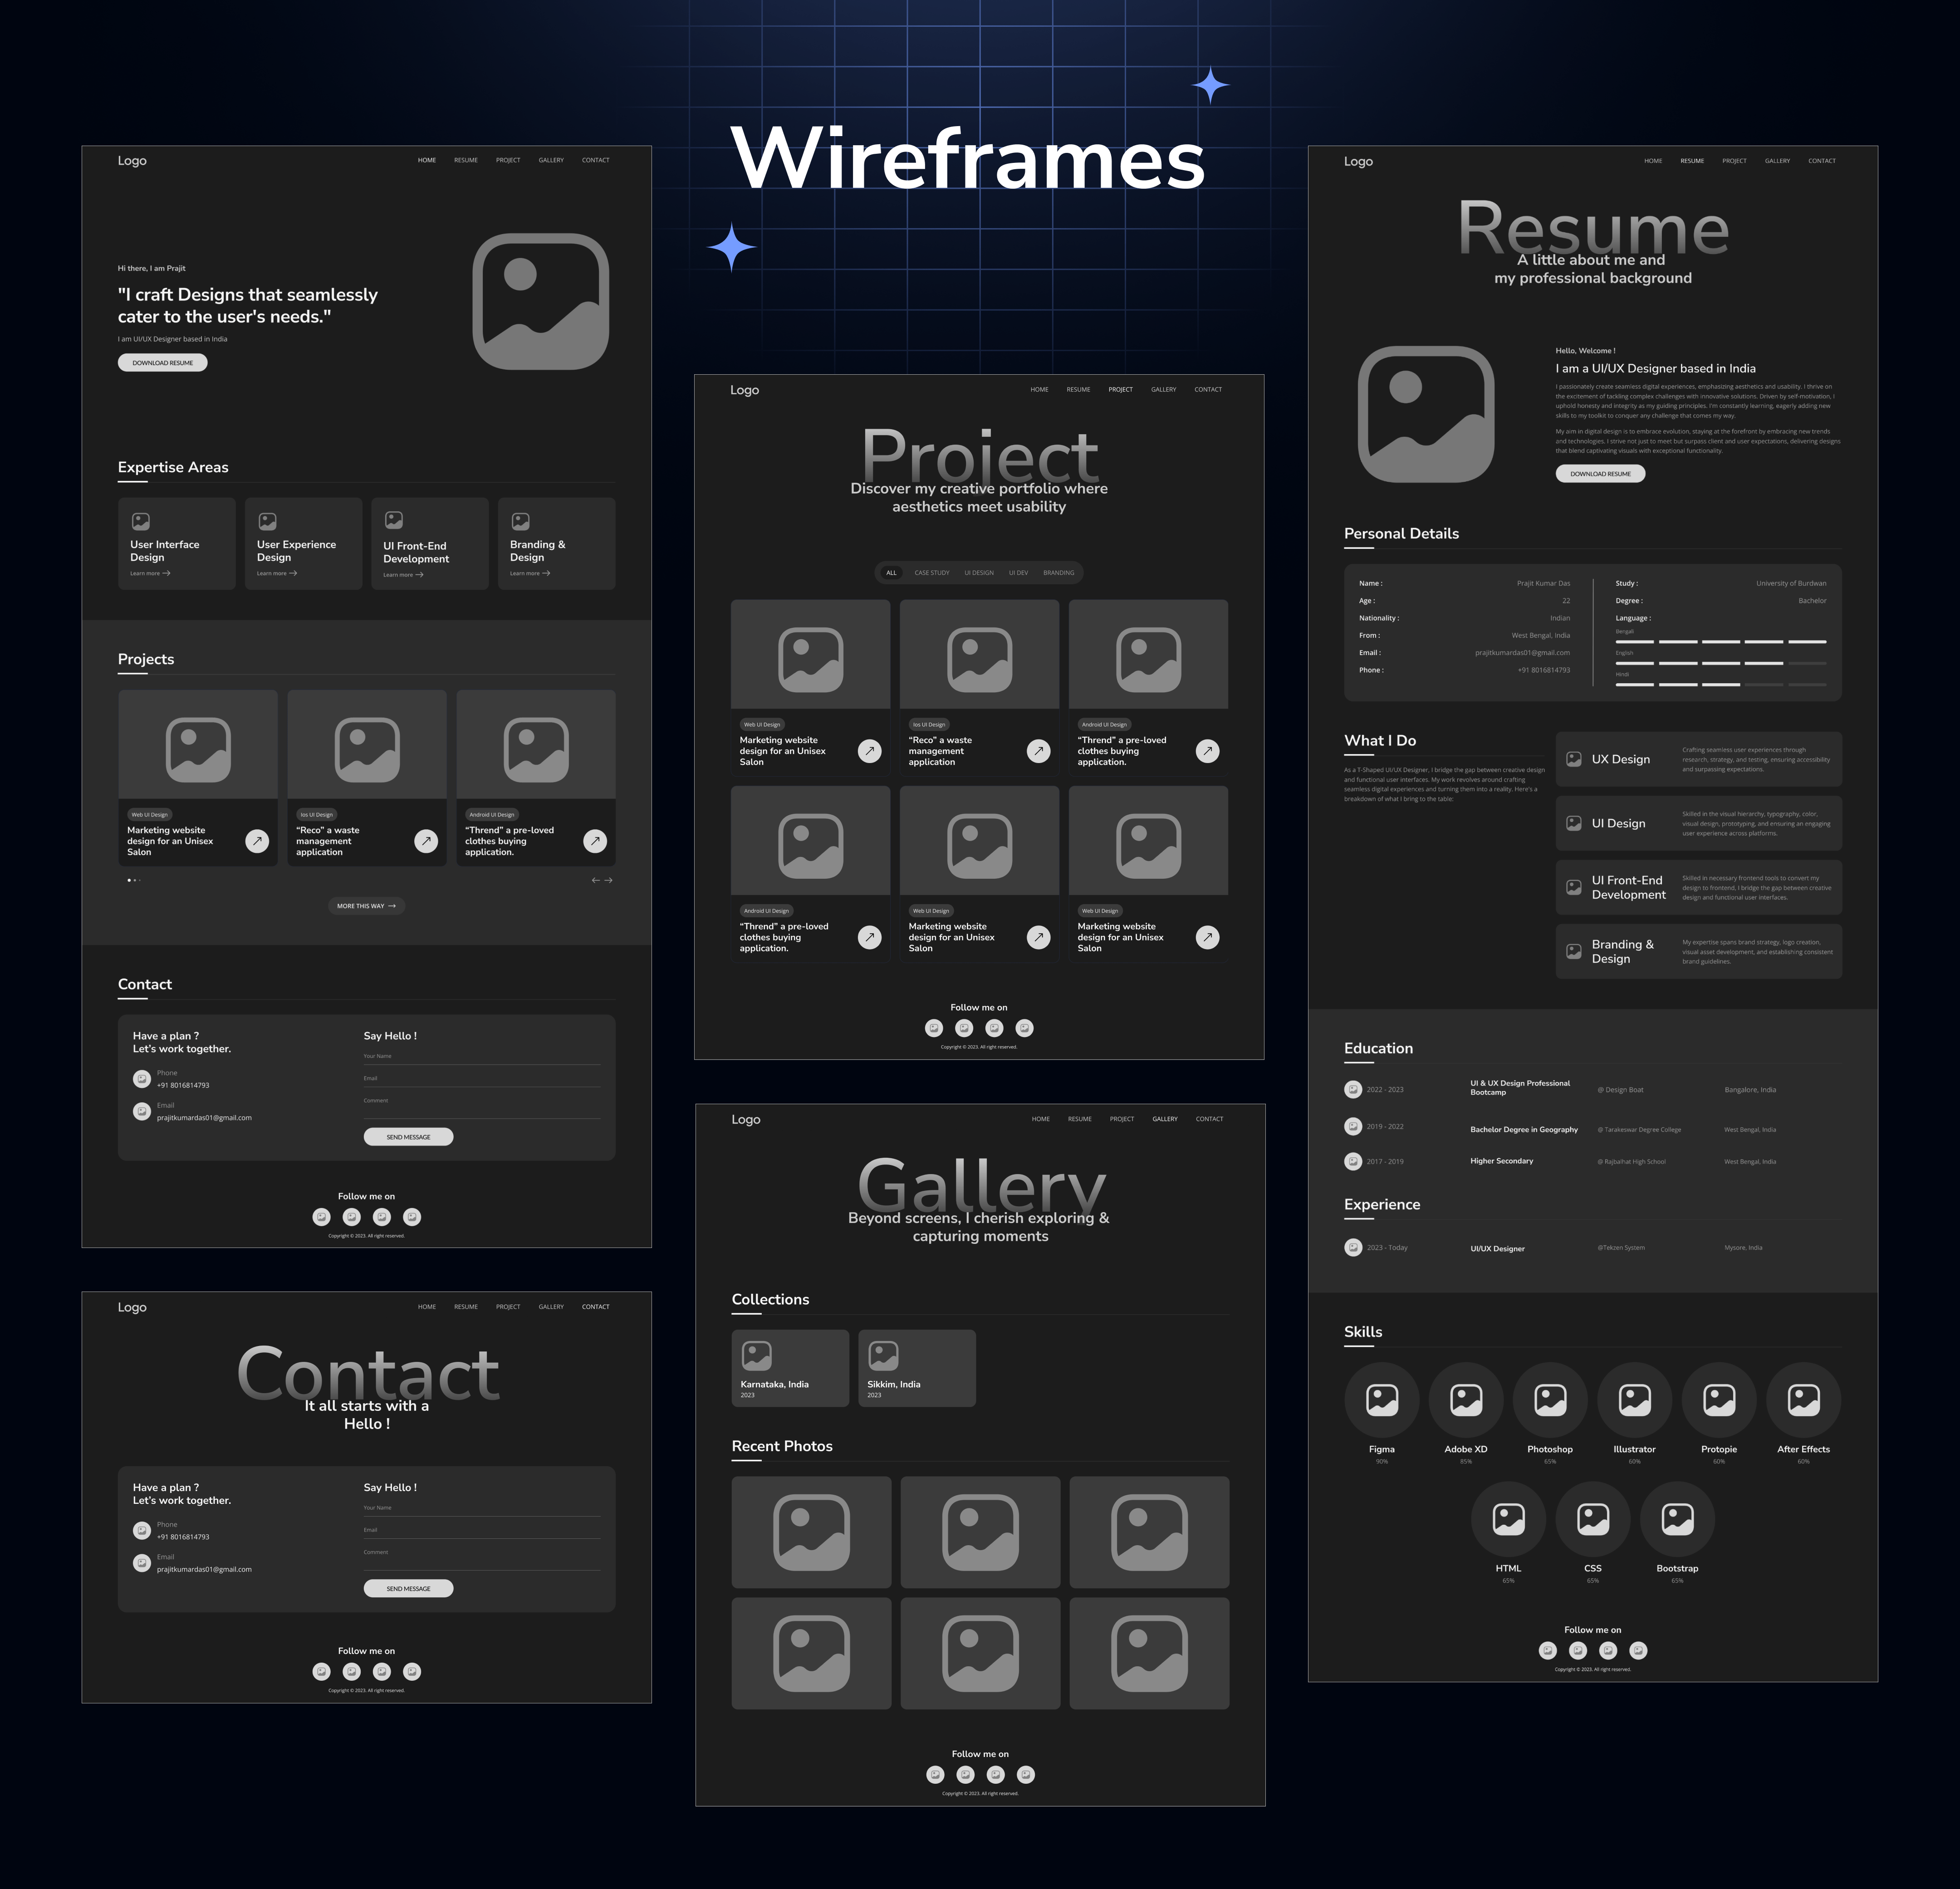 Wireframes
Logo
HOME RESUME PROJECT GALLERY CONTACT
Hi there, I am Prajit
"I craft Designs that seamlessly
cater to the user's needs."
I am UI/UX Designer based in India
DOWNLOAD RESUME
Expertise Areas
User Interface
Design
Learn more
User Experience
Design
Learn more
UI Front-End
Development
Learn more
Branding &
Design
Learn more
Projects
Web UI Design
Marketing website
design for an Unisex
Salon
Ios UI Design
“Reco” a waste
management
application
Android UI Design
“Thrend” a pre-loved
clothes buying
application.
MORE THIS WAY
Contact
Have a plan ?
Let’s work together.
Phone
+91 8016814793
Email
prajitkumardas01@gmail.com
Say Hello !
Your Name
Email
Comment
SEND MESSAGE
Follow me on
Copyright © 2023. All right reserved.
Logo
HOME RESUME PROJECT GALLERY CONTACT
Contact
It all starts with a
Hello !
Have a plan ?
Let’s work together.
Phone
+91 8016814793
Email
prajitkumardas01@gmail.com
Say Hello !
Your Name
Email
Comment
SEND MESSAGE
Follow me on
Copyright © 2023. All right reserved.
Logo
HOME RESUME PROJECT GALLERY CONTACT
Project
Discover my creative portfolio where
aesthetics meet usability
ALL CASE STUDY UI DESIGN UI DEV BRANDING
Web UI Design
Marketing website
design for an Unisex
Salon
Ios UI Design
“Reco” a waste
management
application
Android UI Design
“Thrend” a pre-loved
clothes buying
application.
Android UI Design
“Thrend” a pre-loved
clothes buying
application.
Web UI Design
Marketing website
design for an Unisex
Salon
Web UI Design
Marketing website
design for an Unisex
Salon
Follow me on
Copyright © 2023. All right reserved.
Logo
HOME RESUME PROJECT GALLERY CONTACT
Gallery
Beyond screens, I cherish exploring &
capturing moments
Collections
Karnataka, India
2023
Sikkim, India
2023
Recent Photos
Follow me on
Copyright © 2023. All right reserved.
Logo
HOME RESUME PROJECT GALLERY CONTACT
Resume
A little about me and
my professional background
Hello, Welcome !
I am a UI/UX Designer based in India
I passionately create seamless digital experiences, emphasizing aesthetics and usability. I thrive on
the excitement of tackling complex challenges with innovative solutions. Driven by self-motivation, I
uphold honesty and integrity as my guiding principles. I'm constantly learning, eagerly adding new
skills to my toolkit to conquer any challenge that comes my way.
My aim in digital design is to embrace evolution, staying at the forefront by embracing new trends
and technologies. I strive not just to meet but surpass client and user expectations, delivering designs
that blend captivating visuals with exceptional functionality.
DOWNLOAD RESUME
Personal Details
Name : Prajit Kumar Das
Age : 22
Nationality : Indian
From : West Bengal, India
Email : prajitkumardas01@gmail.com
Phone : +91 8016814793
Study : University of Burdwan
Degree : Bachelor
Language :
Bengali
English
Hindi
What I Do
As a T-Shaped UI/UX Designer, I bridge the gap between creative design
and functional user interfaces. My work revolves around crafting
seamless digital experiences and turning them into a reality. Here's a
breakdown of what I bring to the table:
UX Design
Crafting seamless user experiences through
research, strategy, and testing, ensuring accessibility
and surpassing expectations.
UI Design
Skilled in the visual hierarchy, typography, color,
visual design, prototyping, and ensuring an engaging
user experience across platforms.
UI Front-End
Development
Skilled in necessary frontend tools to convert my
design to frontend, I bridge the gap between creative
design and functional user interfaces.
Branding &
Design
My expertise spans brand strategy, logo creation,
visual asset development, and establishing consistent
brand guidelines.
Education
2022 - 2023
UI & UX Design Professional
Bootcamp
@ Design Boat
Bangalore, India
2019 - 2022
Bachelor Degree in Geography
@ Tarakeswar Degree College
West Bengal, India
2017 - 2019
Higher Secondary
@ Rajbalhat High School
West Bengal, India
Experience
2023 - Today
UI/UX Designer
@Tekzen System
Mysore, India
Skills
Figma
90%
Adobe XD
85%
Photoshop
65%
Illustrator
60%
Protopie
60%
After Effects
60%
HTML
65%
CSS
65%
Bootstrap
65%
Follow me on
Copyright © 2023. All right reserved.